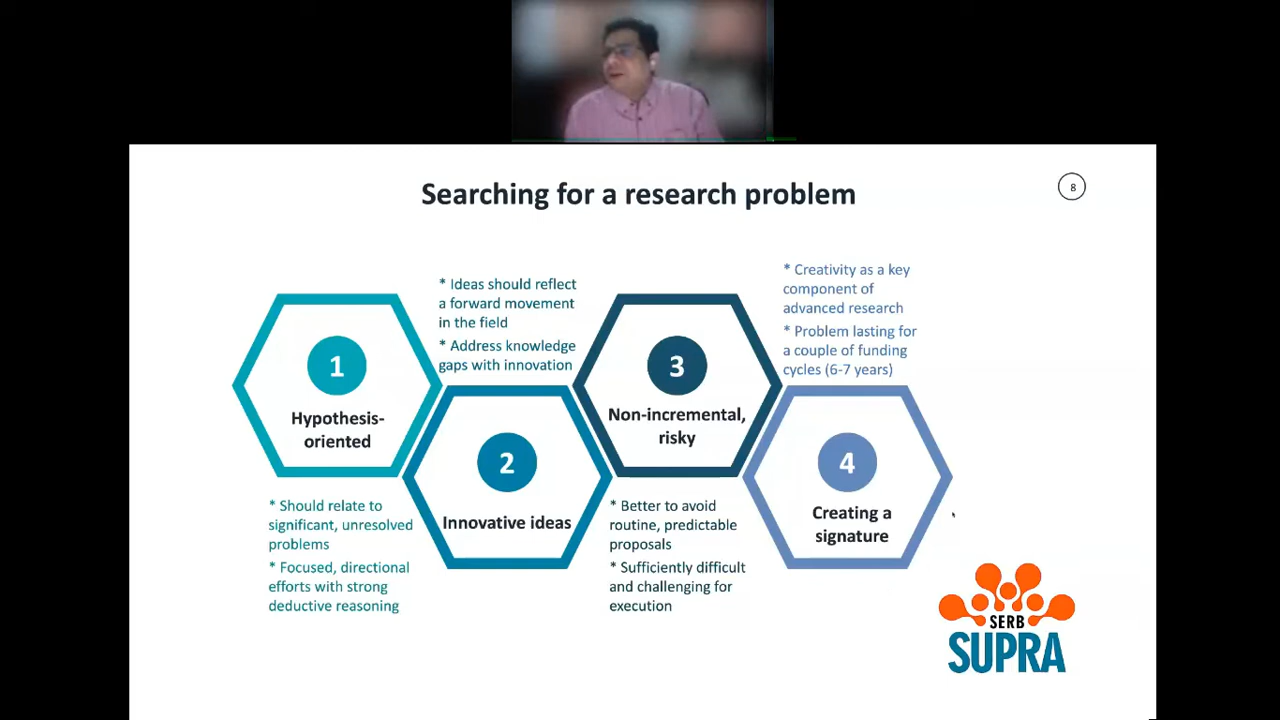 Searching for a research problem
8
1
Hypothesis-
oriented
* Should relate to
significant, unresolved
problems
* Focused, directional
efforts with strong
deductive reasoning
* Ideas should reflect
a forward movement
in the field
* Address knowledge
gaps with innovation
2
Innovative ideas
3
Non-incremental,
risky
* Better to avoid
routine, predictable
proposals
* Sufficiently difficult
and challenging for
execution
* Creativity as a key
component of
advanced research
* Problem lasting for
a couple of funding
cycles (6-7 years)
4
Creating a
signature
SERB
SUPRA